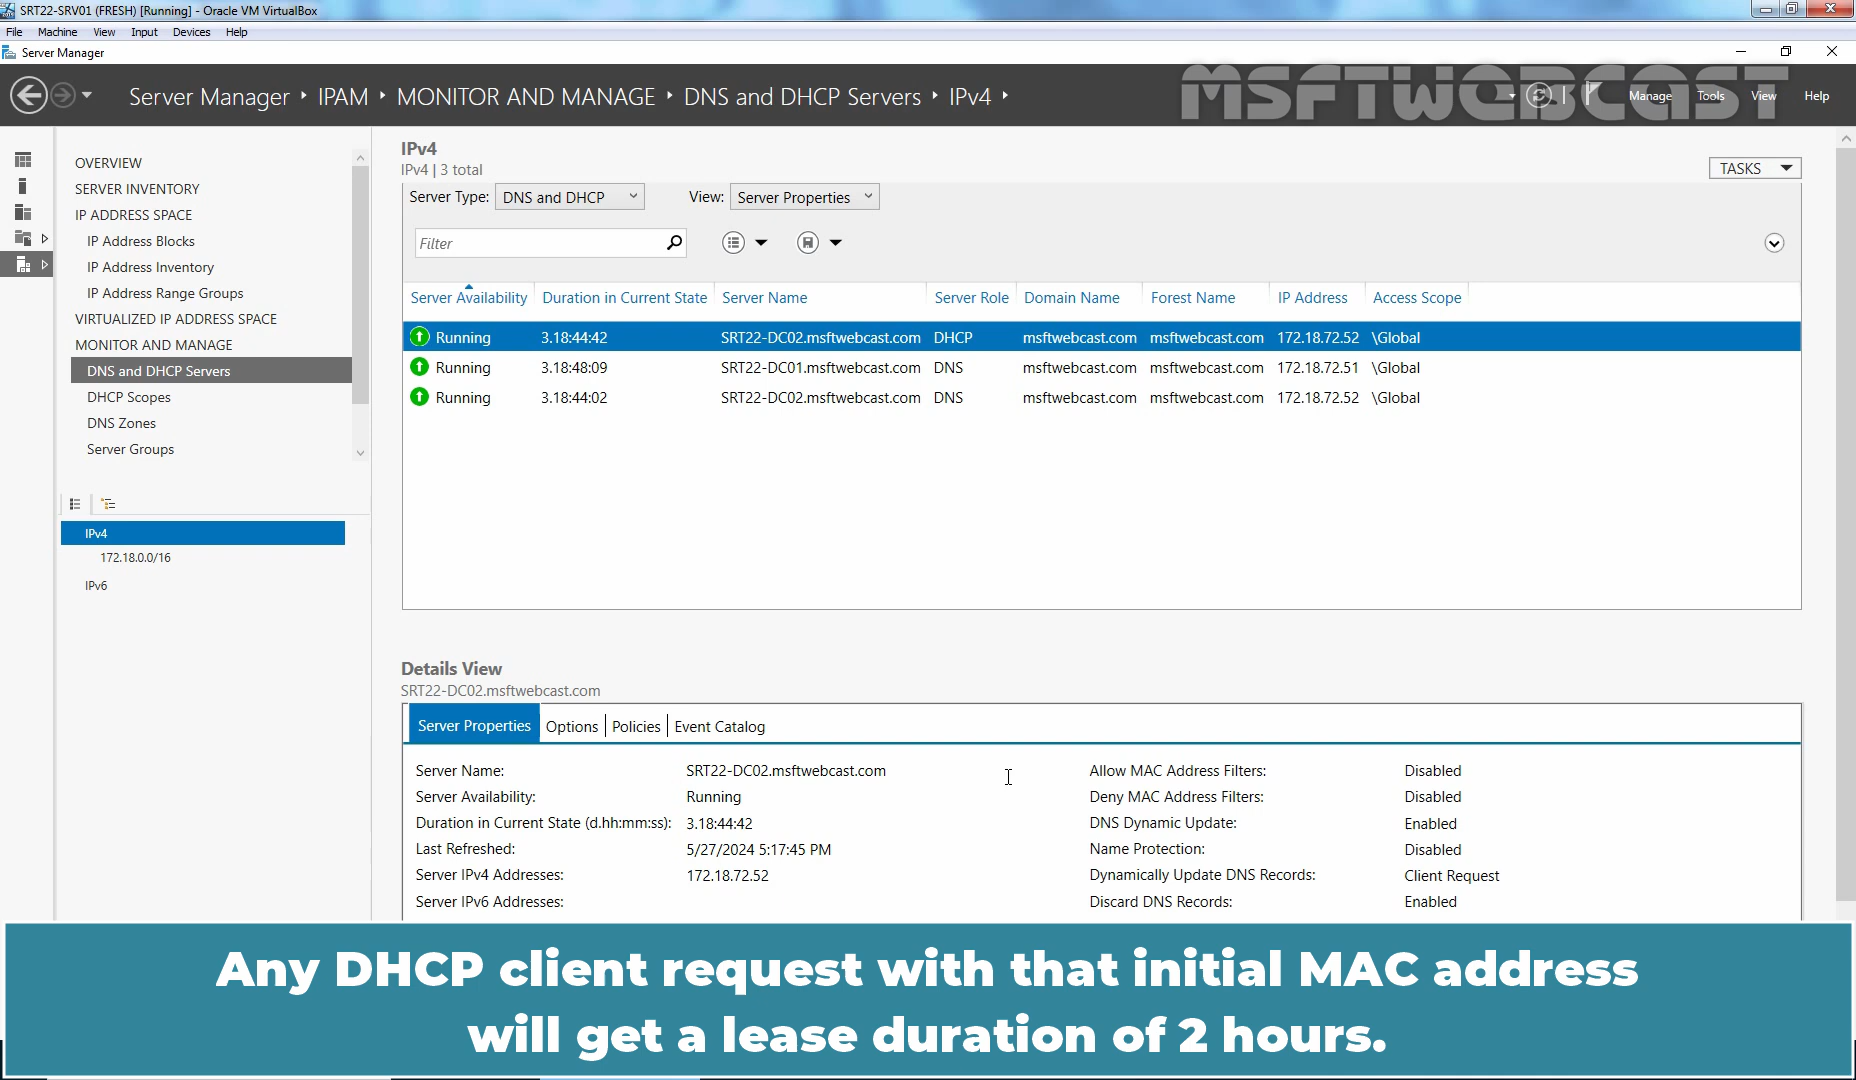 SRT22-SRV01 (FRESH) [Running] - Oracle VM VirtualBox
File Machine View Input Devices Help
Server Manager
Server Manager IPAM MONITOR AND MANAGE DNS and DHCP Servers IPv4
MSFTWEBCAST
Manage Tools View Help
OVERVIEW
SERVER INVENTORY
IP ADDRESS SPACE
IP Address Blocks
IP Address Inventory
IP Address Range Groups
VIRTUALIZED IP ADDRESS SPACE
MONITOR AND MANAGE
DNS and DHCP Servers
DHCP Scopes
DNS Zones
Server Groups
IPv4
172.18.0.0/16
IPv6
IPv4
IPv4 | 3 total
TASKS
Server Type: DNS and DHCP View: Server Properties
Filter
Server Availability Duration in Current State Server Name Server Role Domain Name Forest Name IP Address Access Scope
Running 3.18:44:42 SRT22-DC02.msftwebcast.com DHCP msftwebcast.com msftwebcast.com 172.18.72.52 \Global
Running 3.18:48:09 SRT22-DC01.msftwebcast.com DNS msftwebcast.com msftwebcast.com 172.18.72.51 \Global
Running 3.18:44:02 SRT22-DC02.msftwebcast.com DNS msftwebcast.com msftwebcast.com 172.18.72.52 \Global
Details View
SRT22-DC02.msftwebcast.com
Server Properties Options Policies Event Catalog
Server Name: SRT22-DC02.msftwebcast.com Allow MAC Address Filters: Disabled
Server Availability: Running Deny MAC Address Filters: Disabled
Duration in Current State (d.hh:mm:ss): 3.18:44:42 DNS Dynamic Update: Enabled
Last Refreshed: 5/27/2024 5:17:45 PM Name Protection: Disabled
Server IPv4 Addresses: 172.18.72.52 Dynamically Update DNS Records: Client Request
Server IPv6 Addresses: Discard DNS Records: Enabled
Any DHCP client request with that initial MAC address
will get a lease duration of 2 hours.